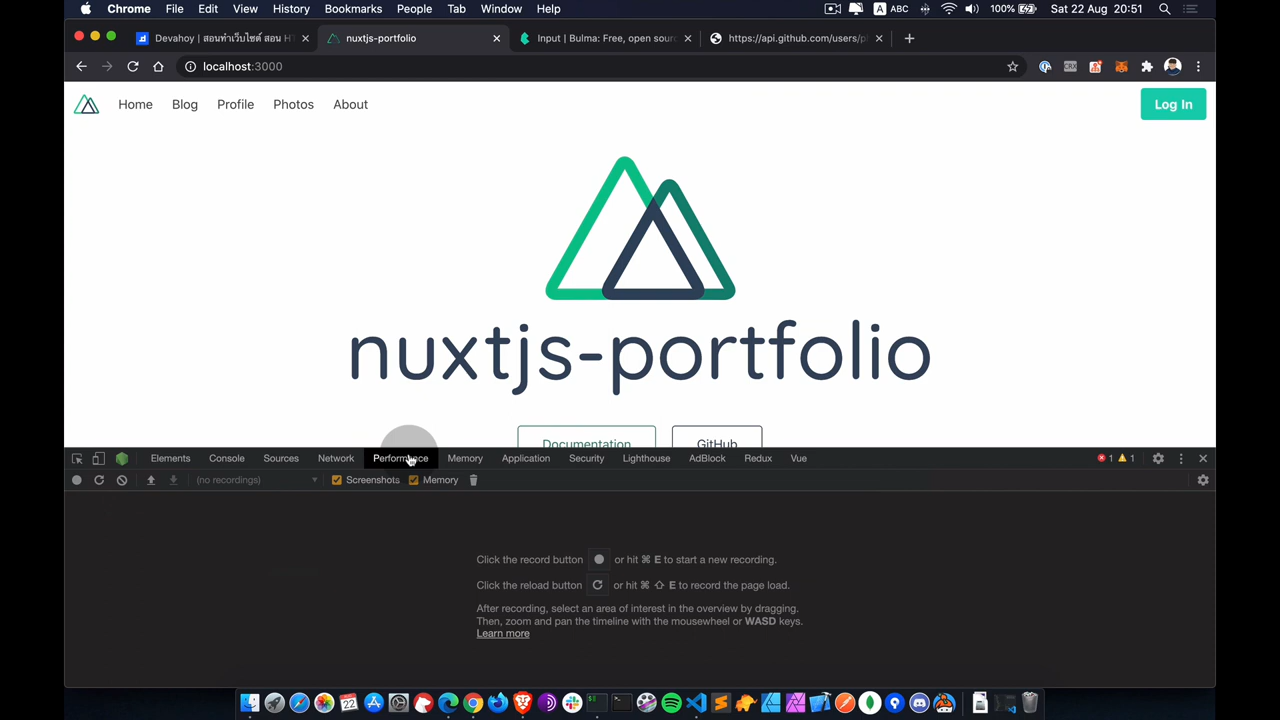 Chrome File Edit View History Bookmarks People Tab Window Help A ABC 100% Sat 22 Aug 20:51
Devahoy | สอนทำเว็บไซต์ สอน HT nuxtjs-portfolio Input | Bulma: Free, open sour https://api.github.com/users/p
localhost:3000 CRX
Home Blog Profile Photos About Log In
nuxtjs-portfolio
Documentation GitHub
Elements Console Sources Network Performance Memory Application Security Lighthouse AdBlock Redux Vue 1 1
(no recordings) Screenshots Memory
Click the record button or hit ⌘ E to start a new recording.
Click the reload button or hit ⌘ ⇧ E to record the page load.
After recording, select an area of interest in the overview by dragging.
Then, zoom and pan the timeline with the mousewheel or WASD keys.
Learn more
22